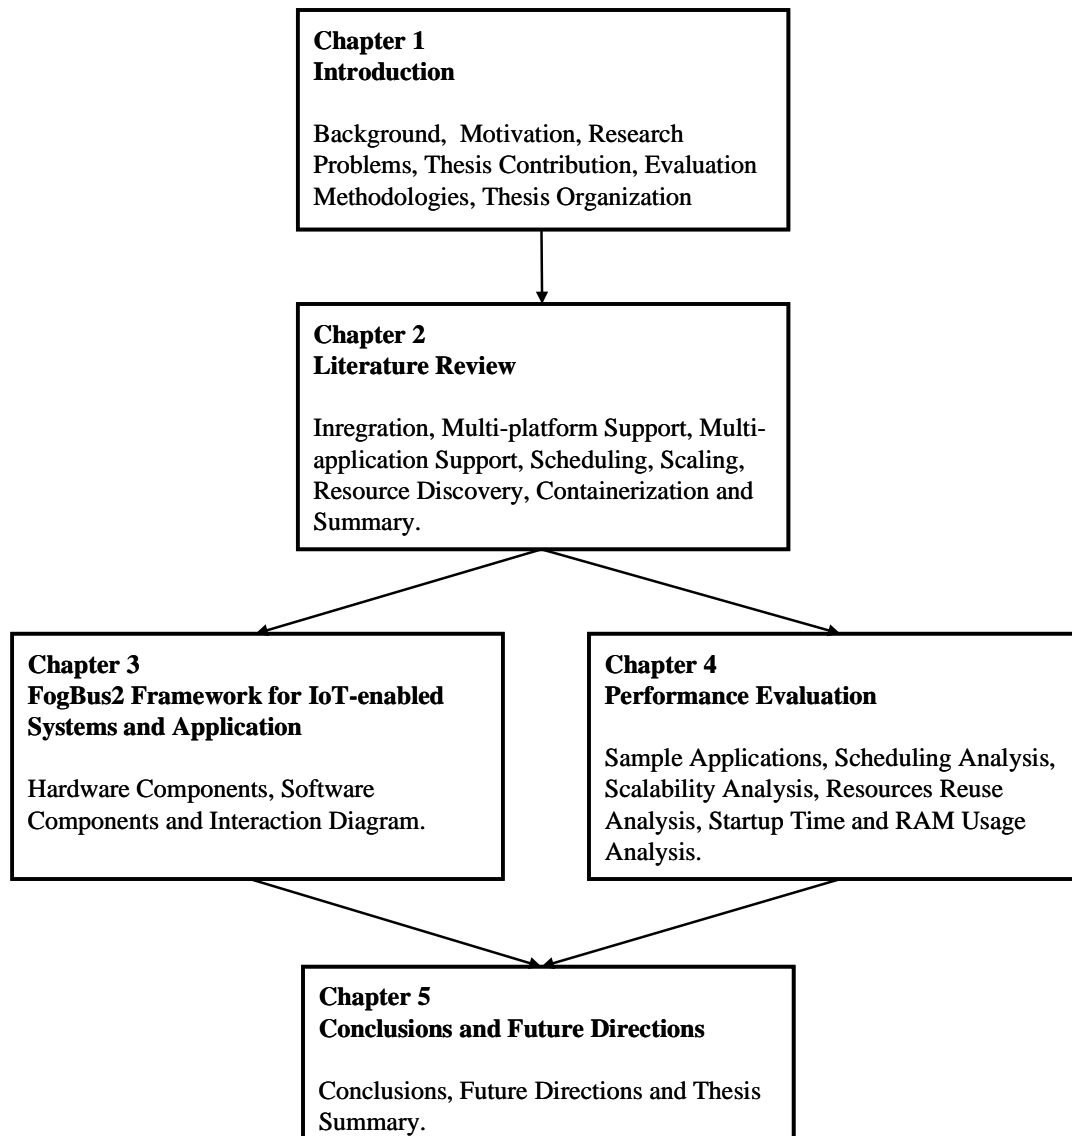 Chapter 1
Introduction
Background, Motivation, Research
Problems, Thesis Contribution, Evaluation
Methodologies, Thesis Organization
Chapter 2
Literature Review
Inregration, Multi-platform Support, Multi-
application Support, Scheduling, Scaling,
Resource Discovery, Containerization and
Summary.
Chapter 3
FogBus2 Framework for IoT-enabled
Systems and Application
Hardware Components, Software
Components and Interaction Diagram.
Chapter 4
Performance Evaluation
Sample Applications, Scheduling Analysis,
Scalability Analysis, Resources Reuse
Analysis, Startup Time and RAM Usage
Analysis.
Chapter 5
Conclusions and Future Directions
Conclusions, Future Directions and Thesis
Summary.